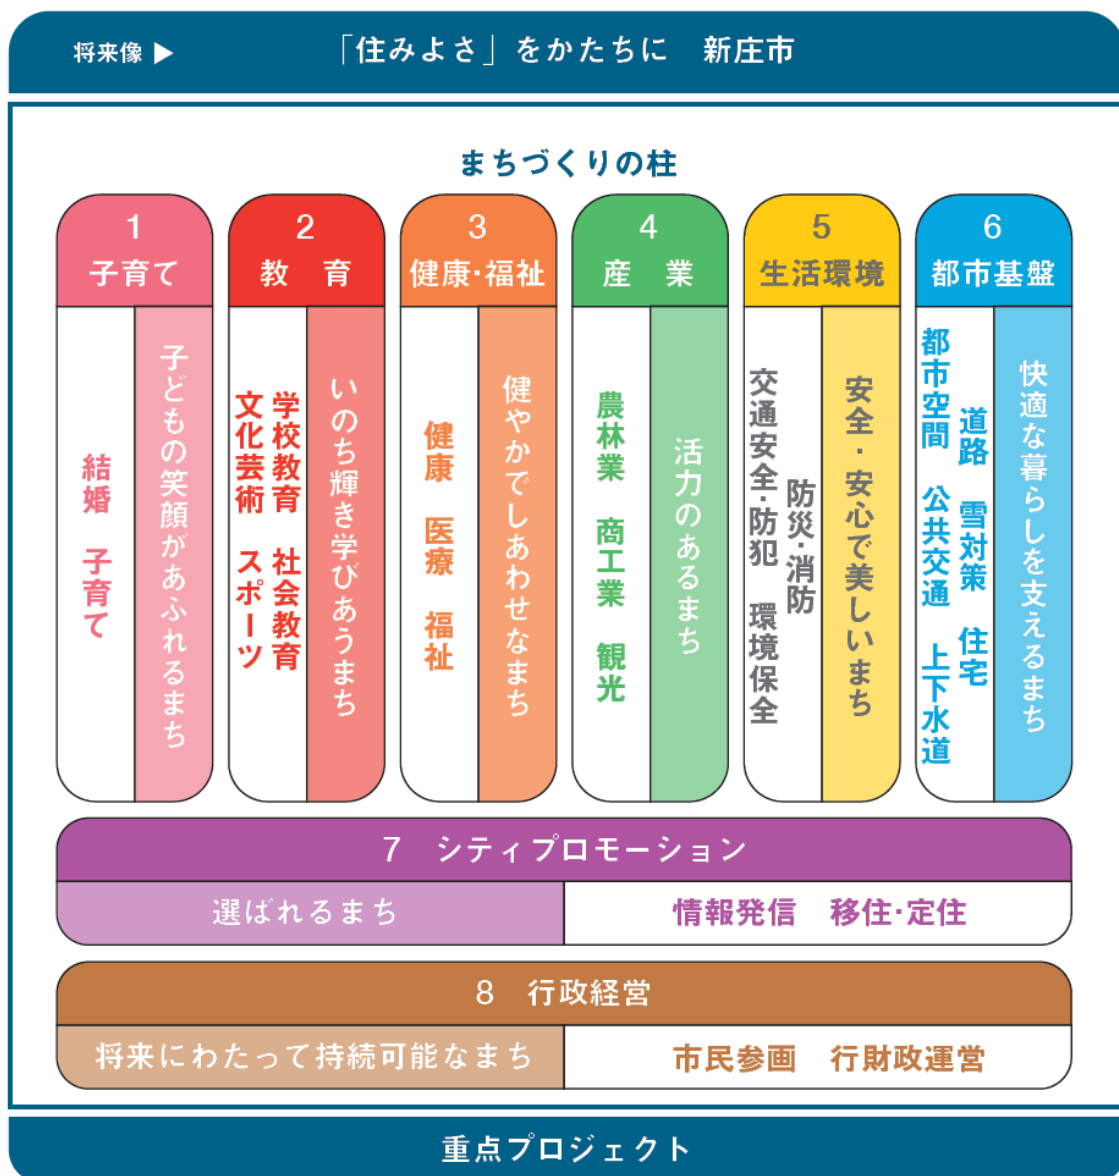 将来像 ▶ 「住みよさ」をかたちに 新庄市
まちづくりの柱
1
子育て
子どもの笑顔があふれるまち
結婚 子育て
2
教 育
いのち輝き学びあうまち
学校教育 社会教育
文化芸術 スポーツ
3
健康・福祉
健やかでしあわせなまち
健康 医療 福祉
4
産 業
活力のあるまち
農林業 商工業 観光
5
生活環境
安全・安心で美しいまち
防災・消防
交通安全・防犯 環境保全
6
都市基盤
快適な暮らしを支えるまち
道路 雪対策 住宅
都市空間 公共交通 上下水道
7 シティプロモーション
選ばれるまち
情報発信 移住・定住
8 行政経営
将来にわたって持続可能なまち
市民参画 行財政運営
重点プロジェクト